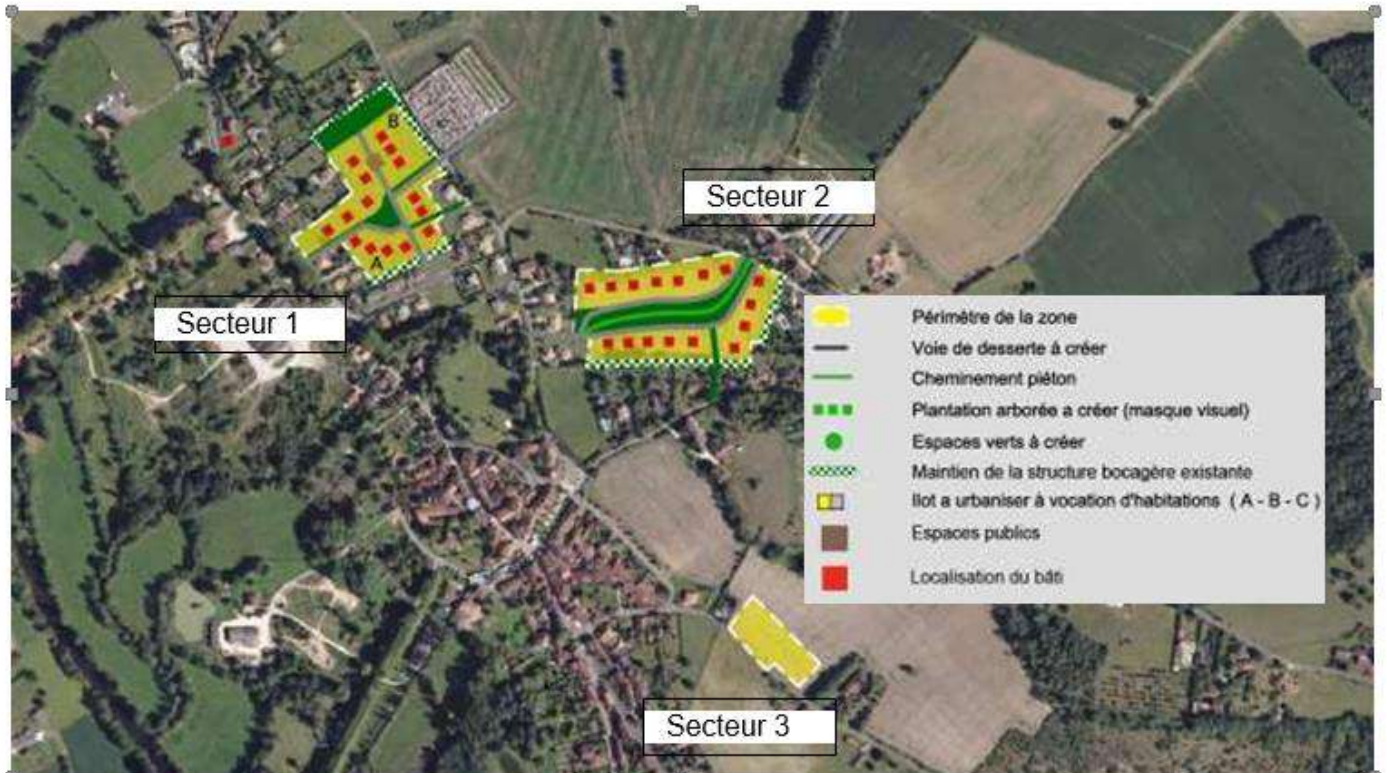 B
A
Secteur 2
Secteur 1
Périmètre de la zone
Voie de desserte à créer
Cheminement piéton
Plantation arborée a créer (masque visuel)
Espaces verts à créer
Maintien de la structure bocagère existante
Ilot a urbaniser à vocation d'habitations ( A - B - C )
Espaces publics
Localisation du bâti
Secteur 3